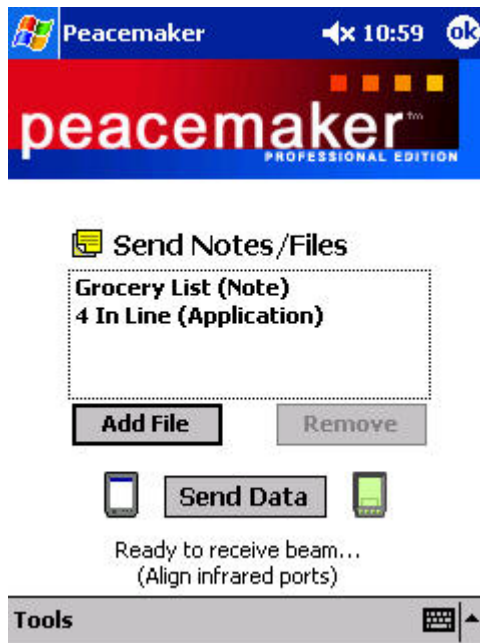 Peacemaker 10:59 ok
peacemaker™
PROFESSIONAL EDITION
Send Notes/Files
Grocery List (Note)
4 In Line (Application)
Add File Remove
Send Data
Ready to receive beam...
(Align infrared ports)
Tools